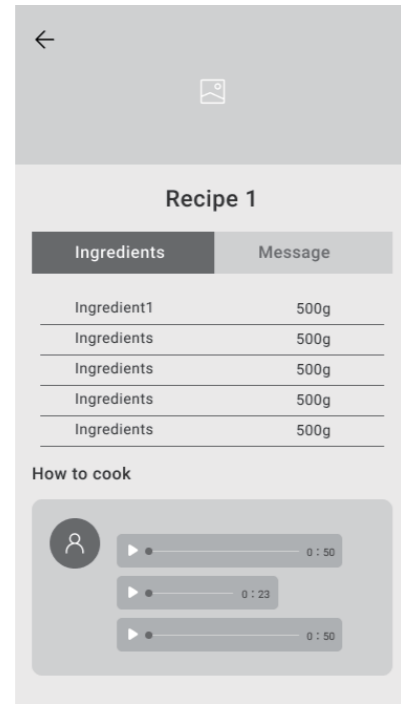 Recipe 1
Ingredients Message
Ingredient1 500g
Ingredients 500g
Ingredients 500g
Ingredients 500g
Ingredients 500g
How to cook
0 : 50
0 : 23
0 : 50